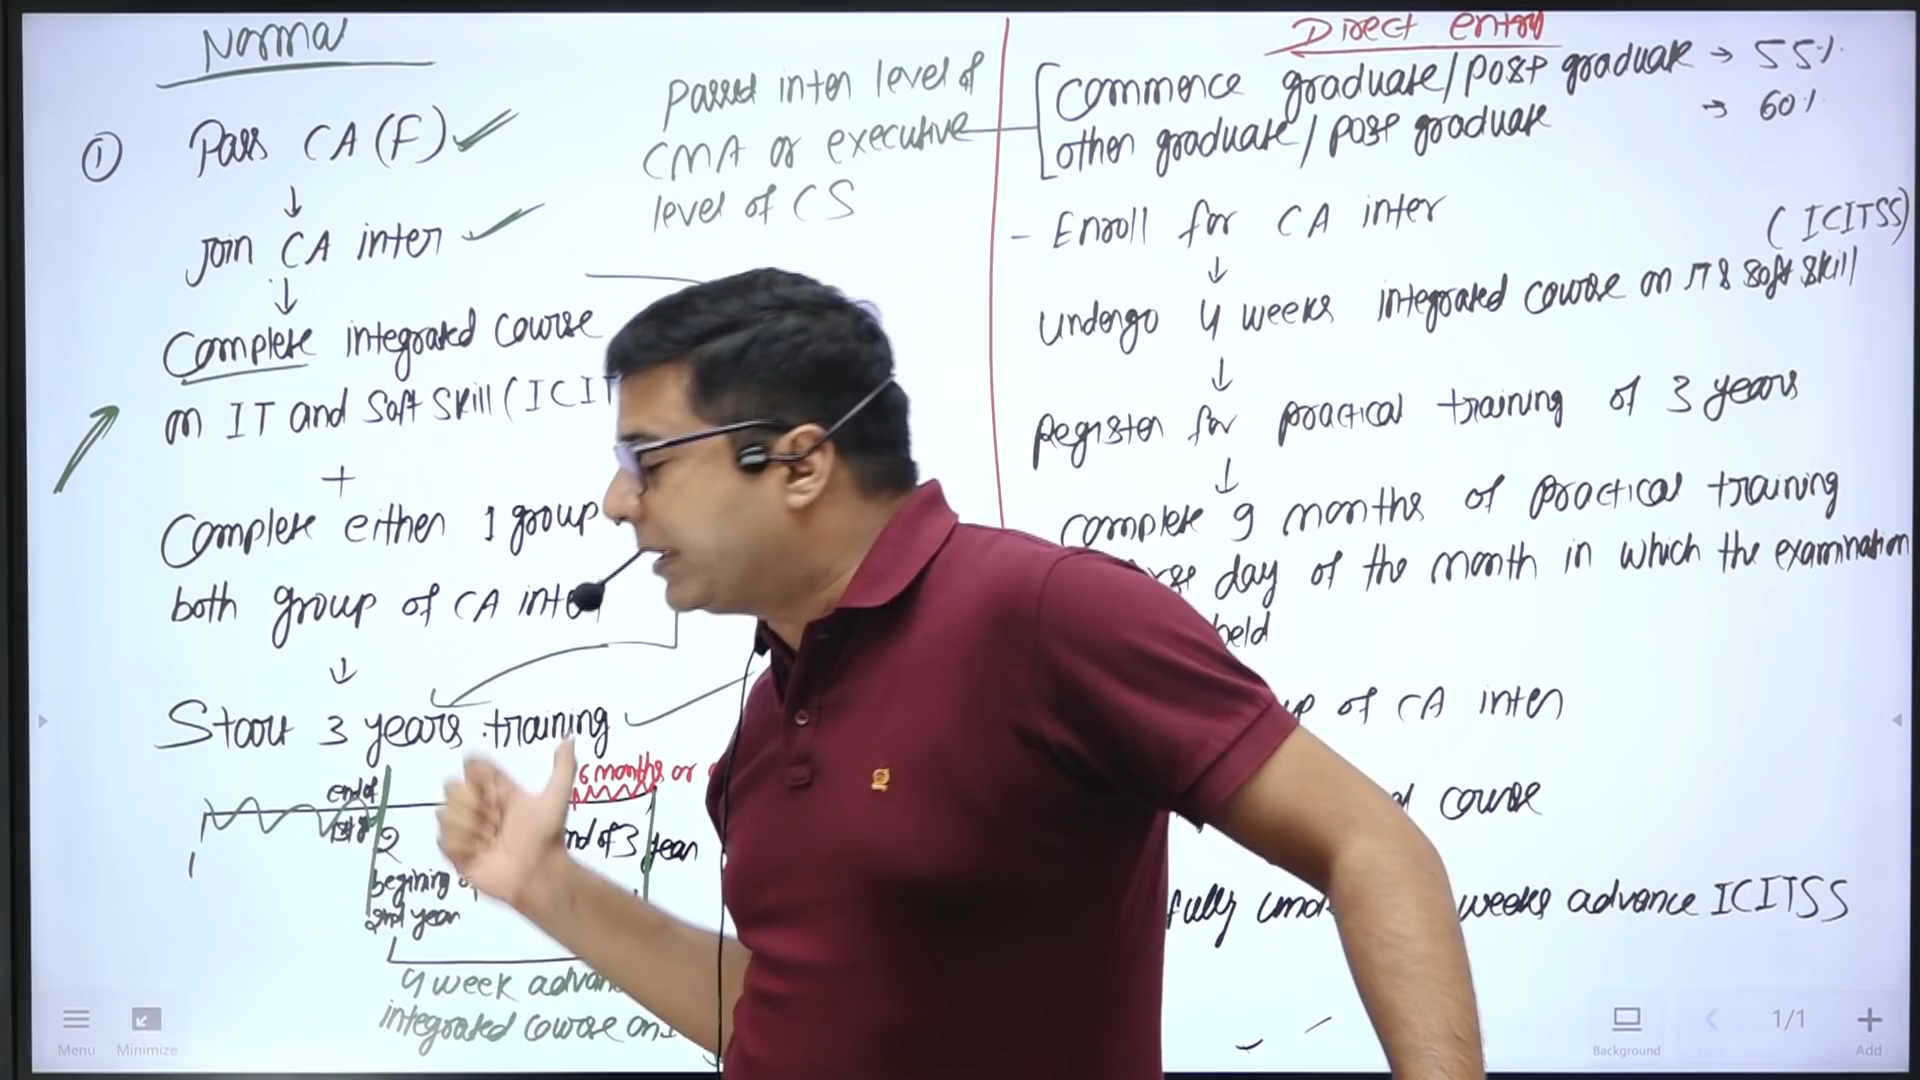 Normal
① Pass CA (F)
↓
Join CA inter
↓
Complete integrated course
on IT and Soft Skill (ICIT
+
Complete either 1 group
both group of CA inter
↓
Start 3 years training
6 months or
end of
1st yr
1
2
end of 3 year
begining of
2nd year
4 week advan
integrated course on
Passed inter level of
CMA or executive
level of CS
Direct entry
Commerce graduate/post graduate → 55%
other graduate/post graduate → 60%
- Enroll for CA inter
(ICITSS)
↓
undergo 4 weeks integrated course on IT & Soft Skill
↓
Register for practical training of 3 years
↓
Complete 9 months of practical training
day of the month in which the examination
held
of CA inter
course
fully weeks advance ICITSS
Menu
Minimize
Background
1/1
Add